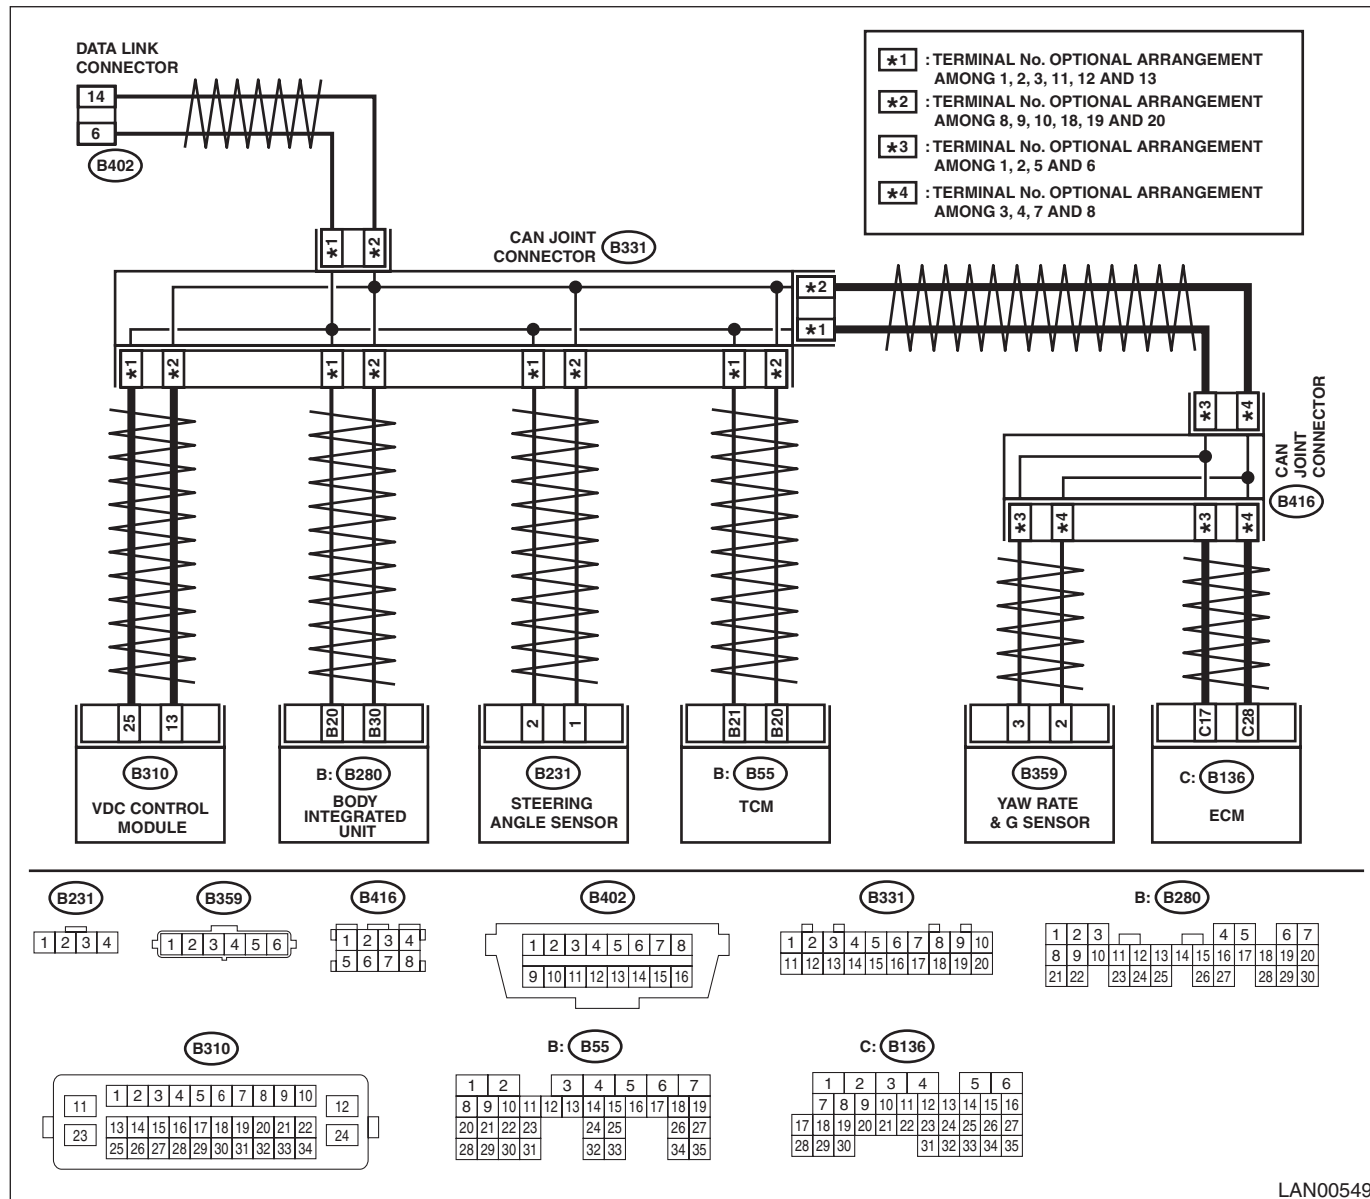 DATA LINK
CONNECTOR
14
6
B402
*1 : TERMINAL No. OPTIONAL ARRANGEMENT
AMONG 1, 2, 3, 11, 12 AND 13
*2 : TERMINAL No. OPTIONAL ARRANGEMENT
AMONG 8, 9, 10, 18, 19 AND 20
*3 : TERMINAL No. OPTIONAL ARRANGEMENT
AMONG 1, 2, 5 AND 6
*4 : TERMINAL No. OPTIONAL ARRANGEMENT
AMONG 3, 4, 7 AND 8
*1 *2
CAN JOINT
CONNECTOR B331
*2
*1
*1 *2 *1 *2 *1 *2 *1 *2
*3 *4
CAN
JOINT
CONNECTOR
B416
*3 *4 *3 *4
25 13 B20 B30 2 1 B21 B20 3 2 C17 C28
B310
VDC CONTROL
MODULE
B: B280
BODY
INTEGRATED
UNIT
B231
STEERING
ANGLE SENSOR
B: B55
TCM
B359
YAW RATE
& G SENSOR
C: B136
ECM
B231
1 2 3 4
B359
1 2 3 4 5 6
B416
1 2 3 4
5 6 7 8
B402
1 2 3 4 5 6 7 8
9 10 11 12 13 14 15 16
B331
1 2 3 4 5 6 7 8 9 10
11 12 13 14 15 16 17 18 19 20
B: B280
1 2 3 4 5 6 7
8 9 10 11 12 13 14 15 16 17 18 19 20
21 22 23 24 25 26 27 28 29 30
B310
11 1 2 3 4 5 6 7 8 9 10 12
23 13 14 15 16 17 18 19 20 21 22 24
25 26 27 28 29 30 31 32 33 34
B: B55
1 2 3 4 5 6 7
8 9 10 11 12 13 14 15 16 17 18 19
20 21 22 23 24 25 26 27
28 29 30 31 32 33 34 35
C: B136
1 2 3 4 5 6
7 8 9 10 11 12 13 14 15 16
17 18 19 20 21 22 23 24 25 26 27
28 29 30 31 32 33 34 35
LAN00549